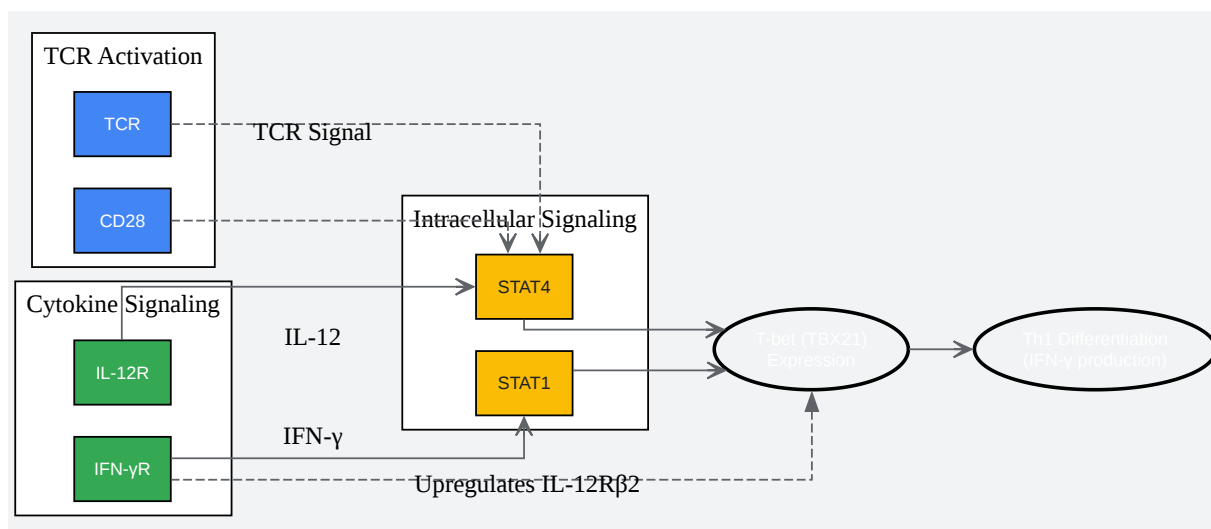 TCR Activation
TCR
TCR Signal
CD28
Intracellular Signaling
STAT4
Cytokine Signaling
IL-12
T-bet (TBX21)
Expression
Th1 Differentiation
(IFN-γ production)
IL-12R
STAT1
IFN-γ
IFN-γR
Upregulates IL-12Rβ2